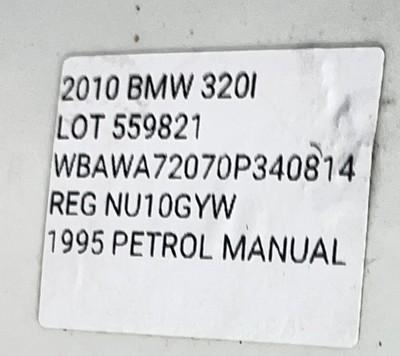 2010 BMW 320I
LOT 559821
WBAWA72070P340814
REG NU10GYW
1995 PETROL MANUAL